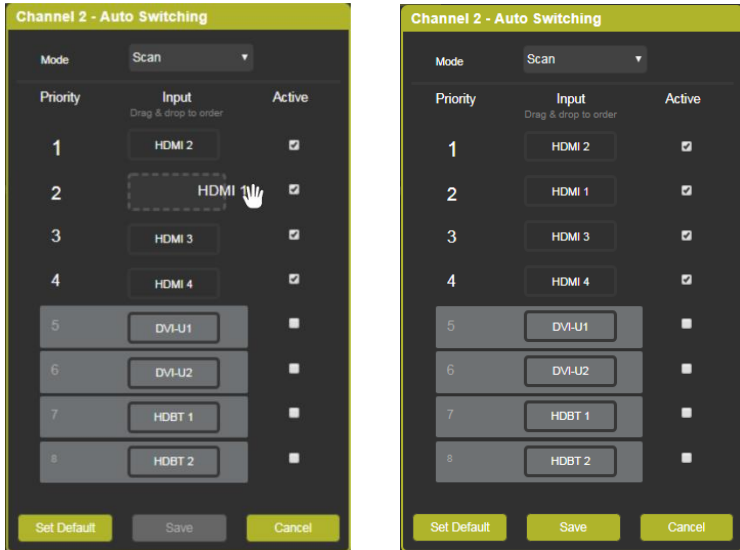 Channel 2 - Auto Switching
Mode Scan
Priority Input Active
Drag & drop to order
1 HDMI 2
2 HDMI 1
3 HDMI 3
4 HDMI 4
5 DVI-U1
6 DVI-U2
7 HDBT 1
8 HDBT 2
Set Default Save Cancel
Channel 2 - Auto Switching
Mode Scan
Priority Input Active
Drag & drop to order
1 HDMI 2
2 HDMI 1
3 HDMI 3
4 HDMI 4
5 DVI-U1
6 DVI-U2
7 HDBT 1
8 HDBT 2
Set Default Save Cancel